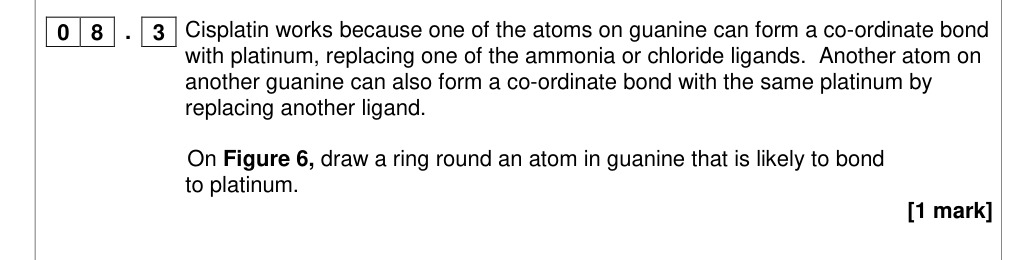 08.3 Cisplatin works because one of the atoms on guanine can form a co-ordinate bond
with platinum, replacing one of the ammonia or chloride ligands. Another atom on
another guanine can also form a co-ordinate bond with the same platinum by
replacing another ligand.
On Figure 6, draw a ring round an atom in guanine that is likely to bond
to platinum.
[1 mark]